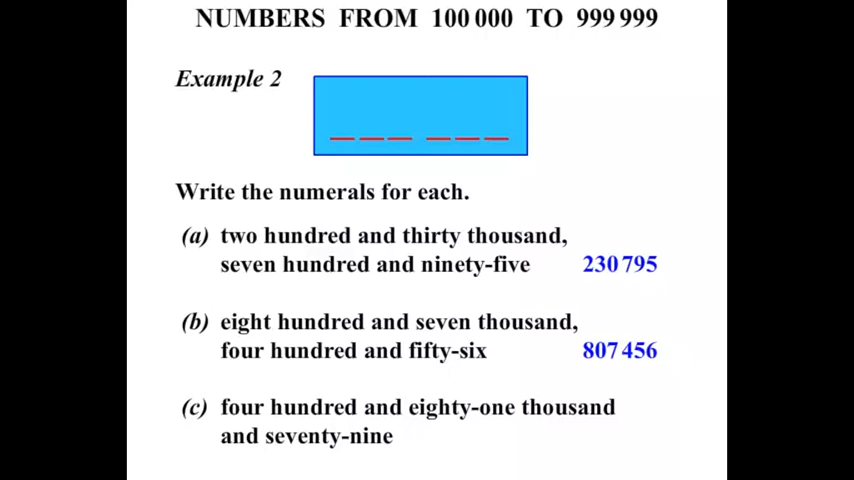 NUMBERS FROM 100 000 TO 999 999
Example 2
Write the numerals for each.
(a) two hundred and thirty thousand,
seven hundred and ninety-five 230 795
(b) eight hundred and seven thousand,
four hundred and fifty-six 807 456
(c) four hundred and eighty-one thousand
and seventy-nine